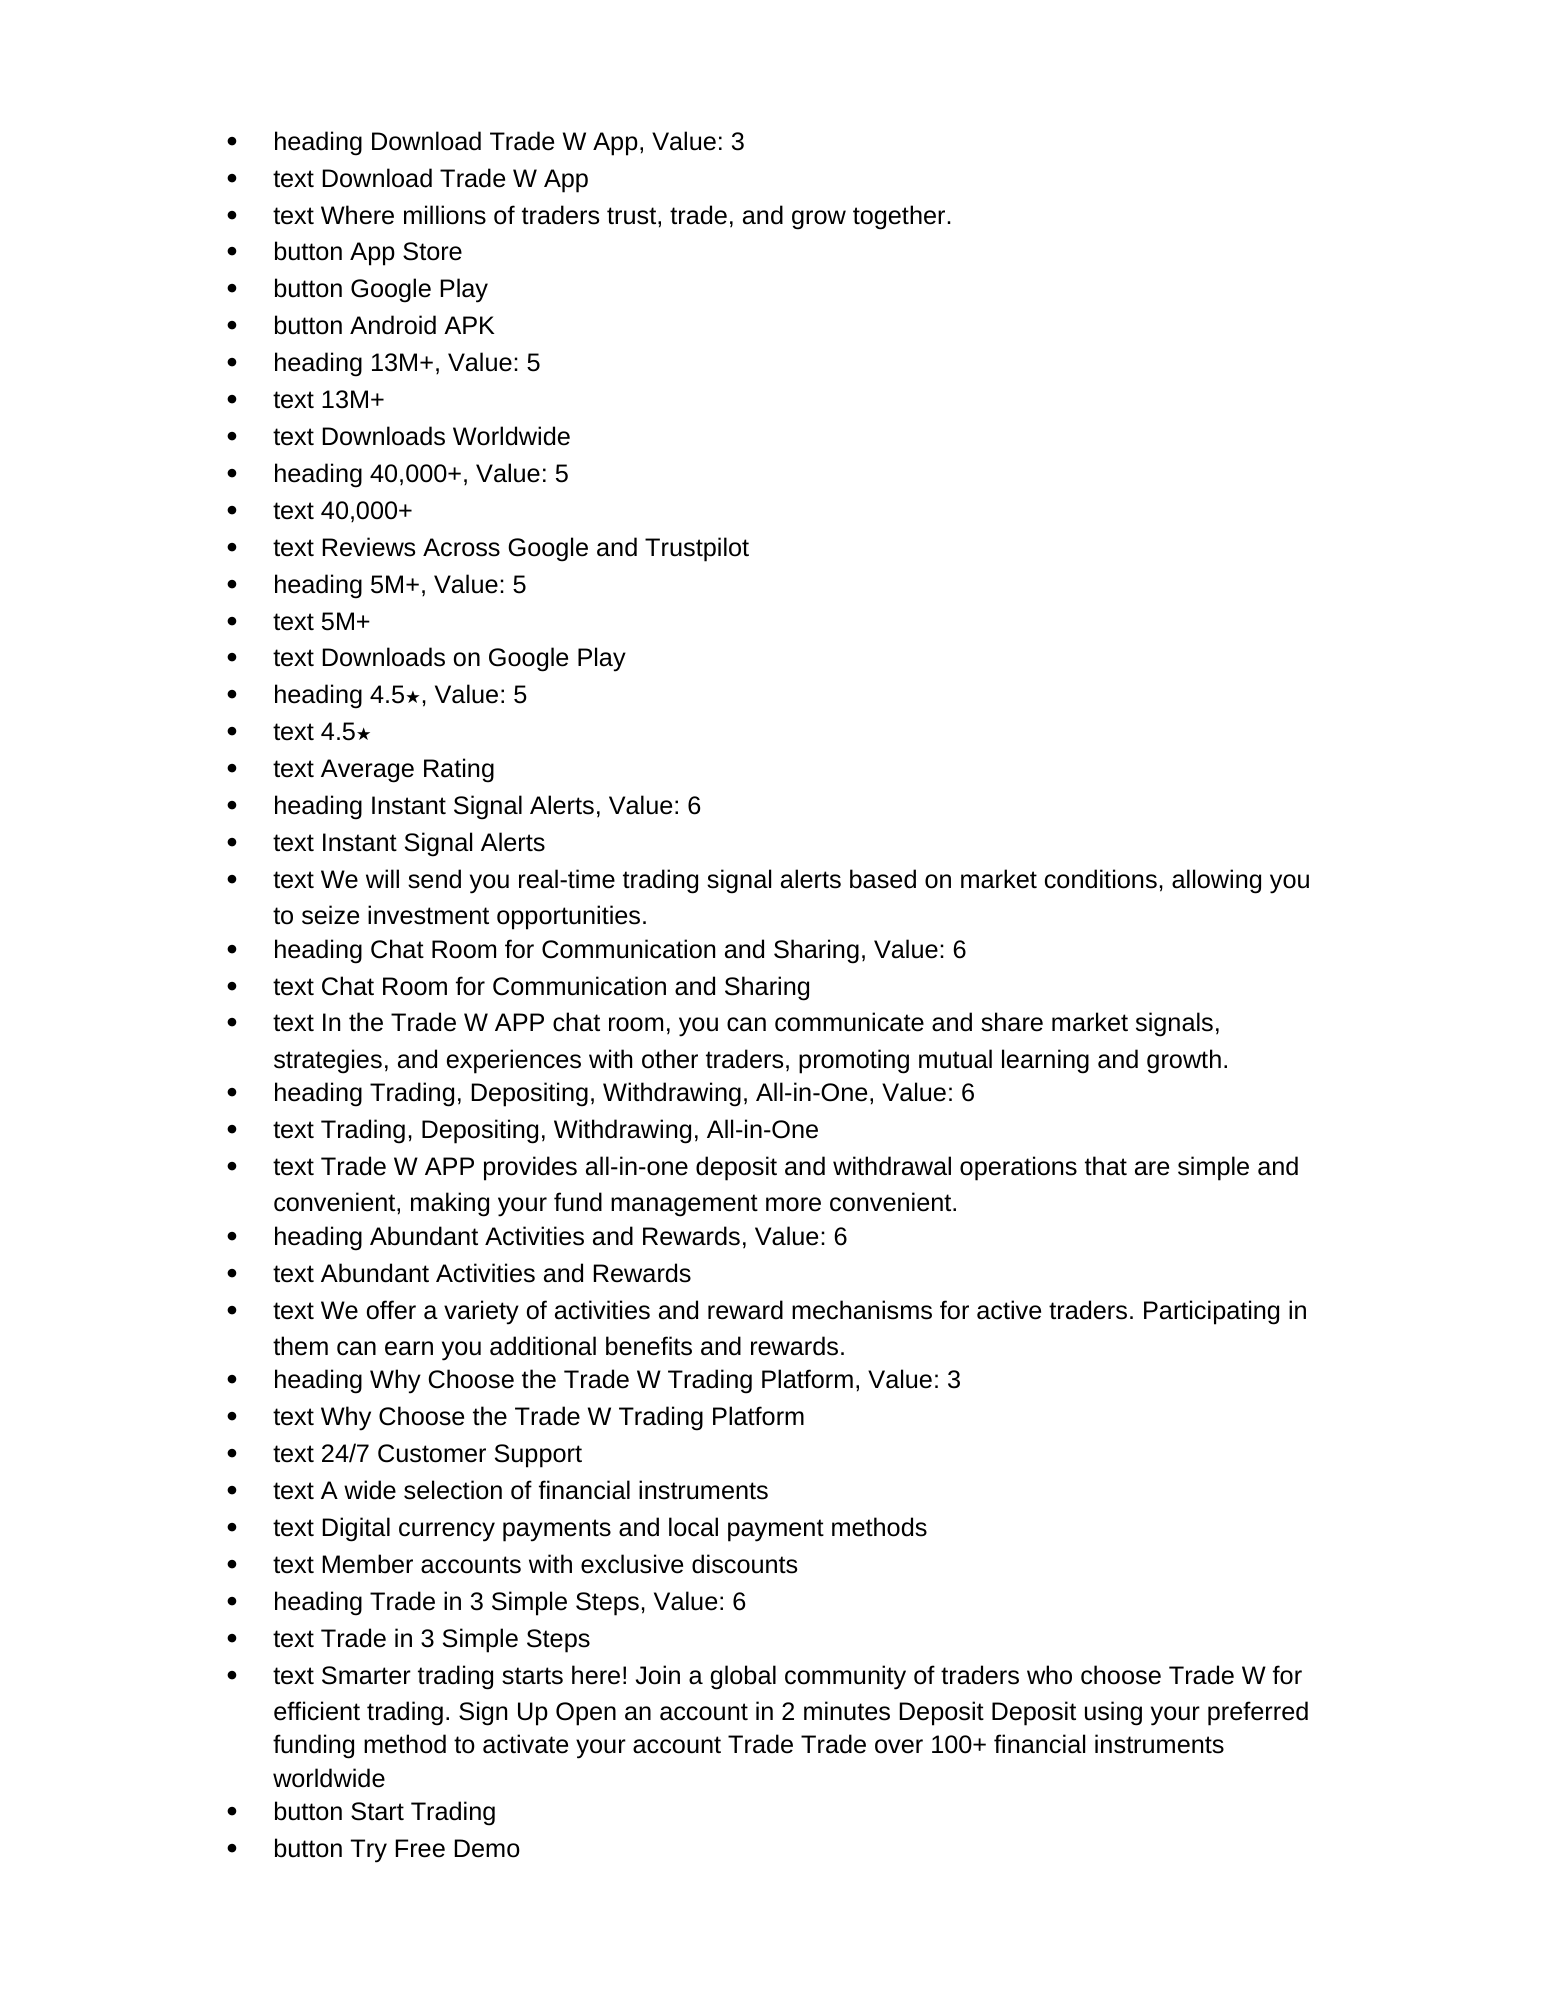 • heading Download Trade W App, Value: 3
• text Download Trade W App
• text Where millions of traders trust, trade, and grow together.
• button App Store
• button Google Play
• button Android APK
• heading 13M+, Value: 5
• text 13M+
• text Downloads Worldwide
• heading 40,000+, Value: 5
• text 40,000+
• text Reviews Across Google and Trustpilot
• heading 5M+, Value: 5
• text 5M+
• text Downloads on Google Play
• heading 4.5★, Value: 5
• text 4.5★
• text Average Rating
• heading Instant Signal Alerts, Value: 6
• text Instant Signal Alerts
• text We will send you real-time trading signal alerts based on market conditions, allowing you
to seize investment opportunities.
• heading Chat Room for Communication and Sharing, Value: 6
• text Chat Room for Communication and Sharing
• text In the Trade W APP chat room, you can communicate and share market signals,
strategies, and experiences with other traders, promoting mutual learning and growth.
• heading Trading, Depositing, Withdrawing, All-in-One, Value: 6
• text Trading, Depositing, Withdrawing, All-in-One
• text Trade W APP provides all-in-one deposit and withdrawal operations that are simple and
convenient, making your fund management more convenient.
• heading Abundant Activities and Rewards, Value: 6
• text Abundant Activities and Rewards
• text We offer a variety of activities and reward mechanisms for active traders. Participating in
them can earn you additional benefits and rewards.
• heading Why Choose the Trade W Trading Platform, Value: 3
• text Why Choose the Trade W Trading Platform
• text 24/7 Customer Support
• text A wide selection of financial instruments
• text Digital currency payments and local payment methods
• text Member accounts with exclusive discounts
• heading Trade in 3 Simple Steps, Value: 6
• text Trade in 3 Simple Steps
• text Smarter trading starts here! Join a global community of traders who choose Trade W for
efficient trading. Sign Up Open an account in 2 minutes Deposit Deposit using your preferred
funding method to activate your account Trade Trade over 100+ financial instruments
worldwide
• button Start Trading
• button Try Free Demo